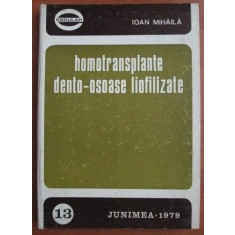 IOAN MIHĂILĂ
homotransplante
dento-osoase liofilizate
13
JUNIMEA-1979